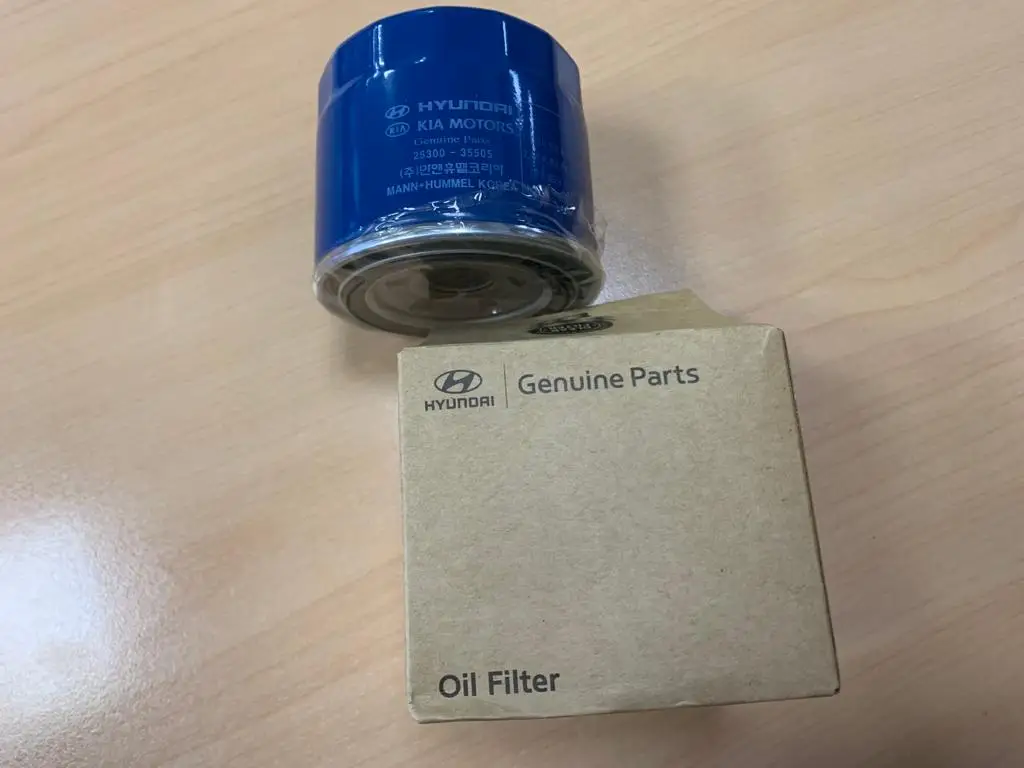 HYUNDAI
KIA KIA MOTORS
Genuine Parts
26300 - 35505
(주)만앤휴멜코리아
MANN+HUMMEL KOREA
HYUNDAI
Genuine Parts
Oil Filter